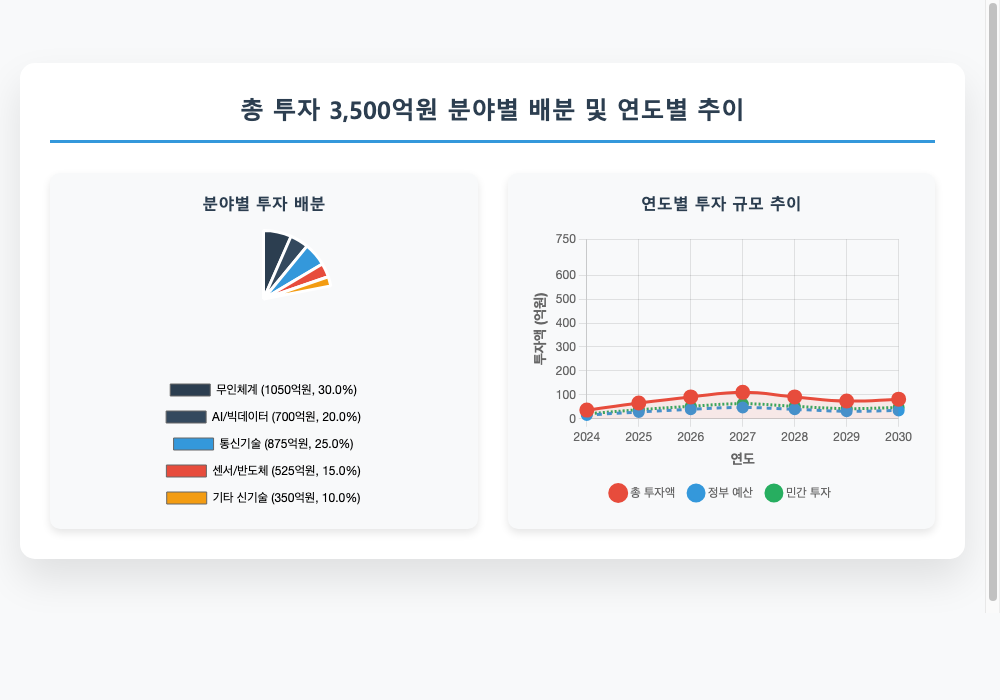 총 투자 3,500억원 분야별 배분 및 연도별 추이
분야별 투자 배분
무인체계 (1050억원, 30.0%)
AI/빅데이터 (700억원, 20.0%)
통신기술 (875억원, 25.0%)
센서/반도체 (525억원, 15.0%)
기타 신기술 (350억원, 10.0%)
연도별 투자 규모 추이
투자액 (억원)
750
600
500
400
300
200
100
0
2024 2025 2026 2027 2028 2029 2030
연도
총 투자액 정부 예산 민간 투자